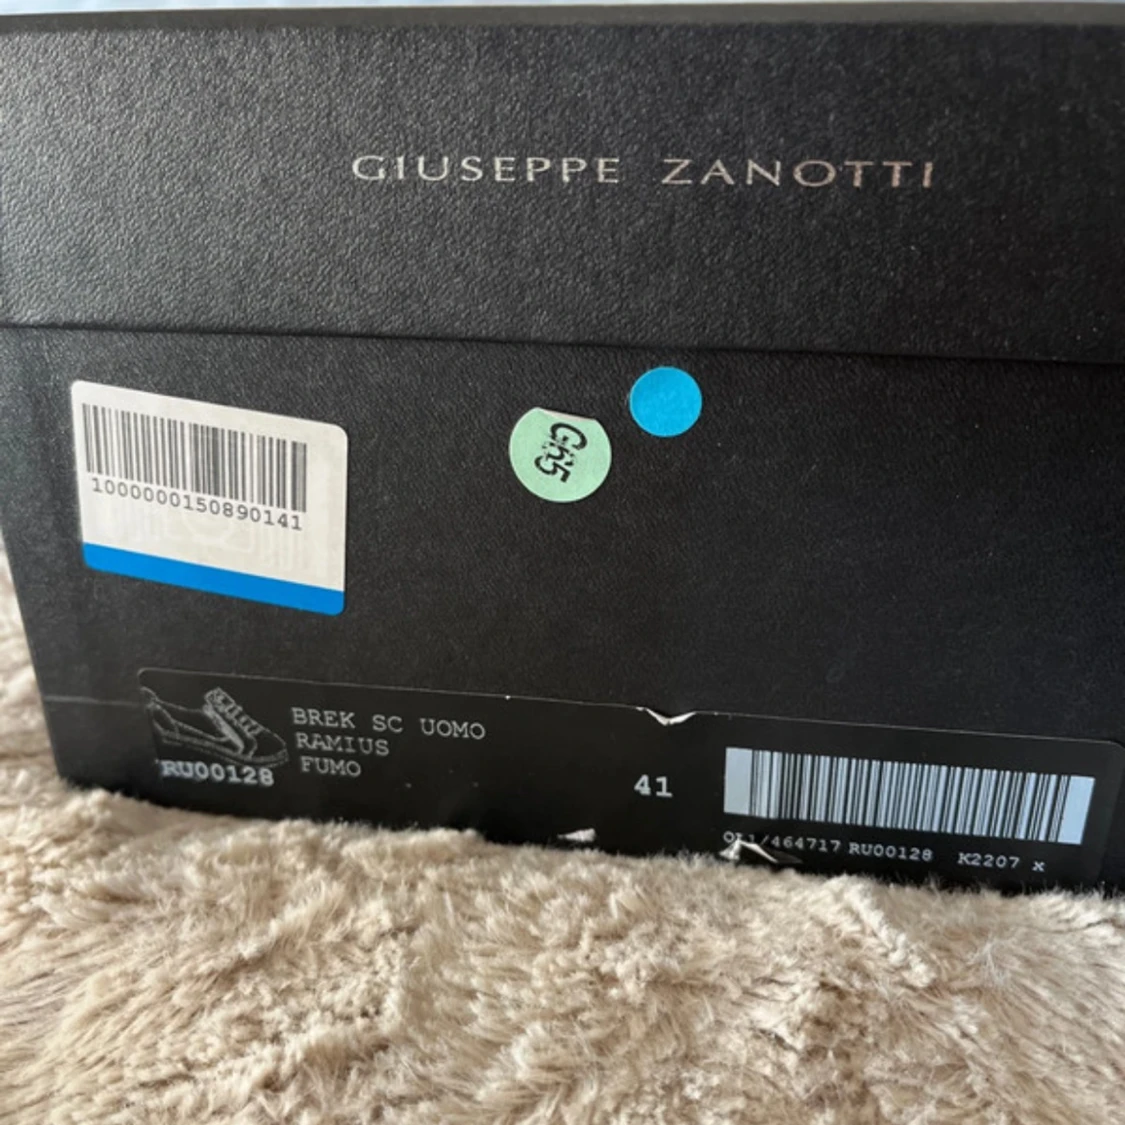 GIUSEPPE ZANOTTI
1000000150890141
G65
BREK SC UOMO
RAMIUS
FUMO
RU00128
41
/464717 RU00128 K2207 x